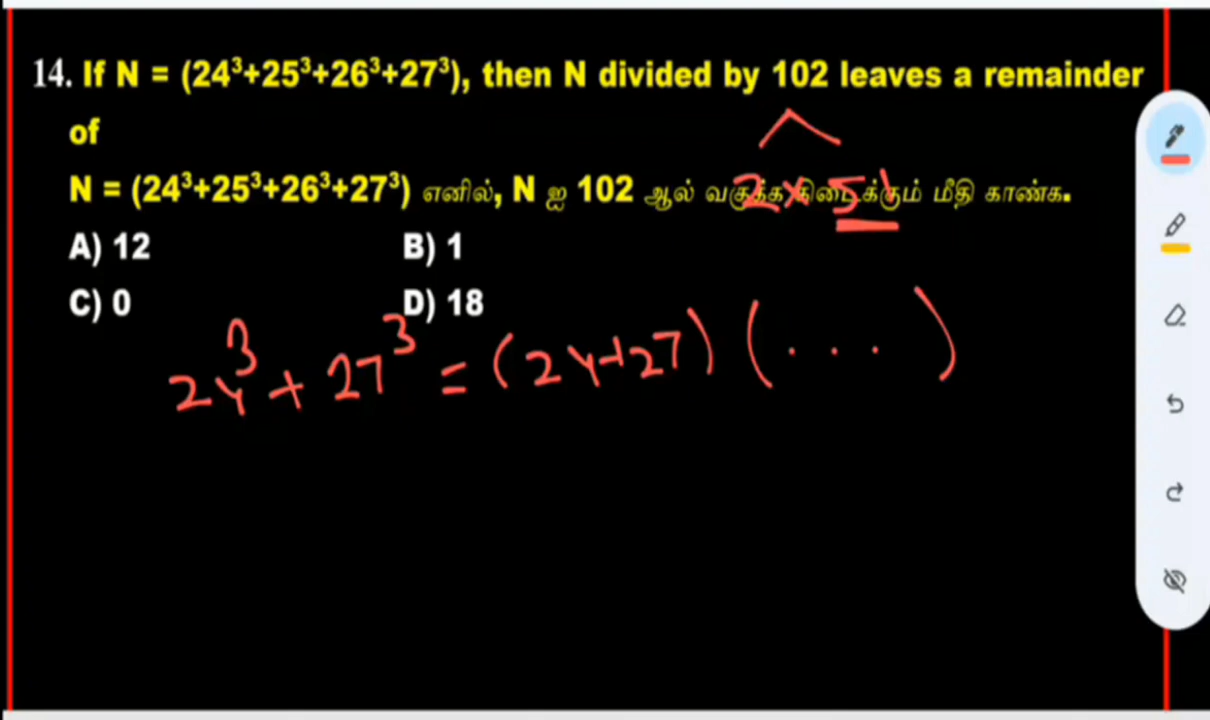 14. If N = (24³+25³+26³+27³), then N divided by 102 leaves a remainder
of
N = (24³+25³+26³+27³) எனில், N ஐ 102 ஆல் வகுக்க கிடைக்கும் மீதி காண்க.
2 × 51
A) 12 B) 1
C) 0 D) 18
24³ + 27³ = (24+27) (...)